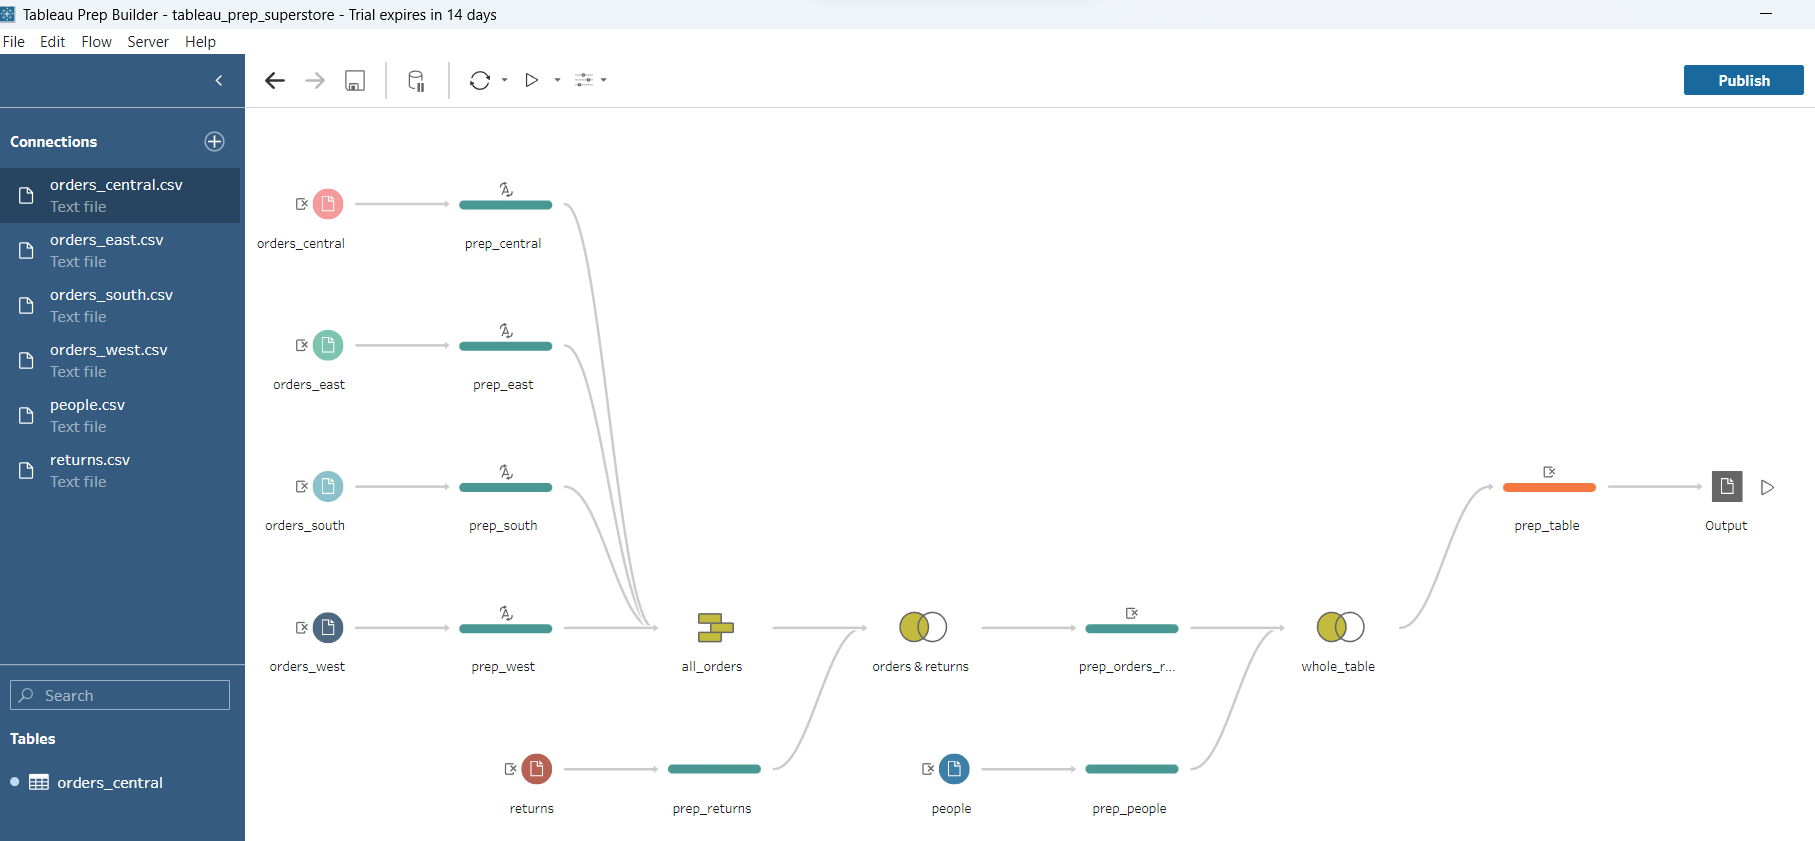 Tableau Prep Builder - tableau_prep_superstore - Trial expires in 14 days
File Edit Flow Server Help
Publish
Connections
orders_central.csv
Text file
orders_east.csv
Text file
orders_south.csv
Text file
orders_west.csv
Text file
people.csv
Text file
returns.csv
Text file
Search
Tables
orders_central
orders_central prep_central
orders_east prep_east
orders_south prep_south prep_table Output
orders_west prep_west all_orders orders & returns prep_orders_r... whole_table
returns prep_returns people prep_people